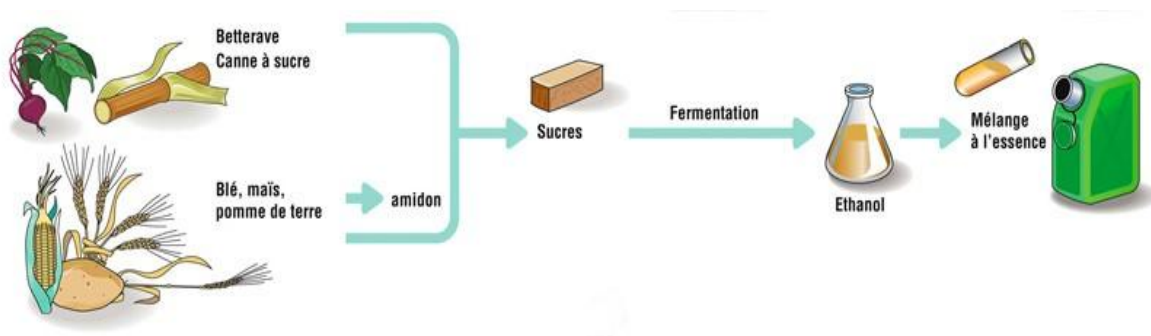 Betterave
Canne à sucre
Blé, maïs,
pomme de terre
amidon
Sucres
Fermentation
Ethanol
Mélange
à l'essence